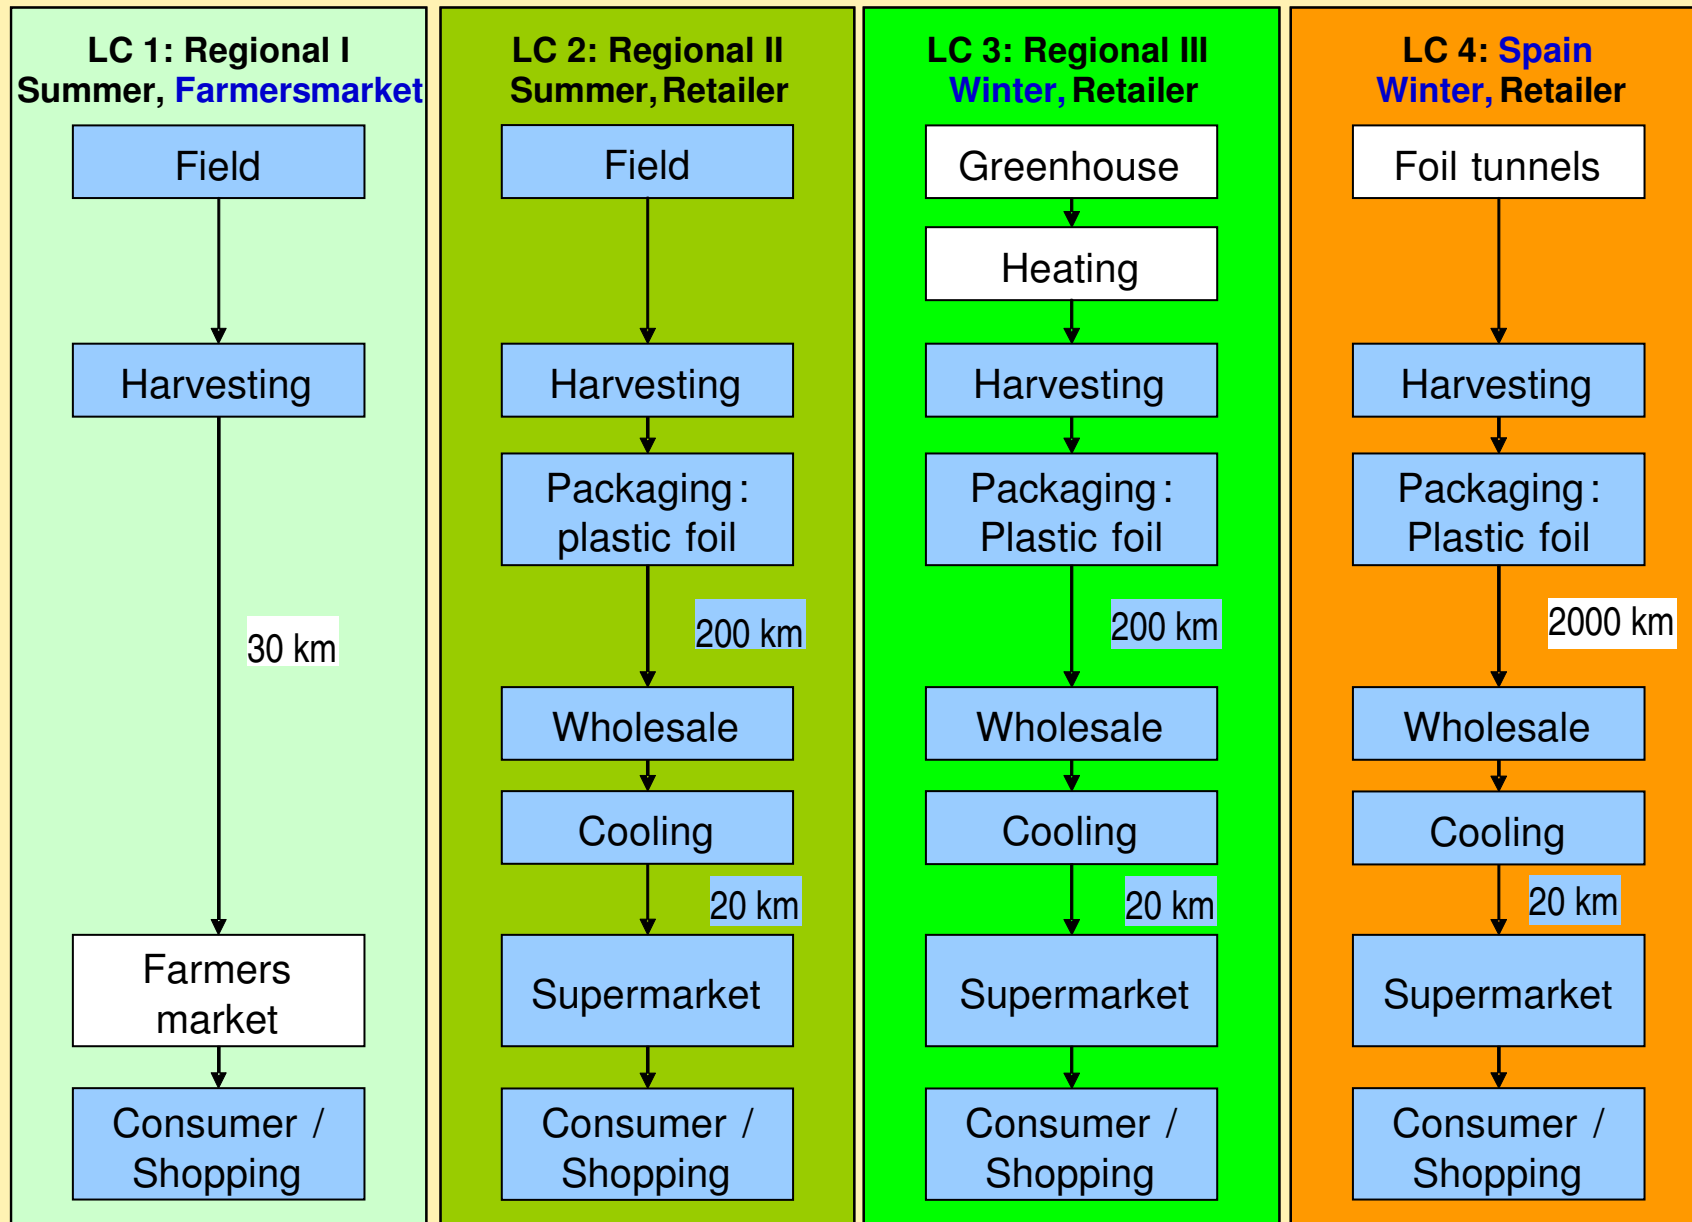 LC 1: Regional I
Summer, Farmersmarket
Field
Harvesting
30 km
Farmers
market
Consumer /
Shopping
LC 2: Regional II
Summer, Retailer
Field
Harvesting
Packaging:
plastic foil
200 km
Wholesale
Cooling
20 km
Supermarket
Consumer /
Shopping
LC 3: Regional III
Winter, Retailer
Greenhouse
Heating
Harvesting
Packaging:
Plastic foil
200 km
Wholesale
Cooling
20 km
Supermarket
Consumer /
Shopping
LC 4: Spain
Winter, Retailer
Foil tunnels
Harvesting
Packaging:
Plastic foil
2000 km
Wholesale
Cooling
20 km
Supermarket
Consumer /
Shopping